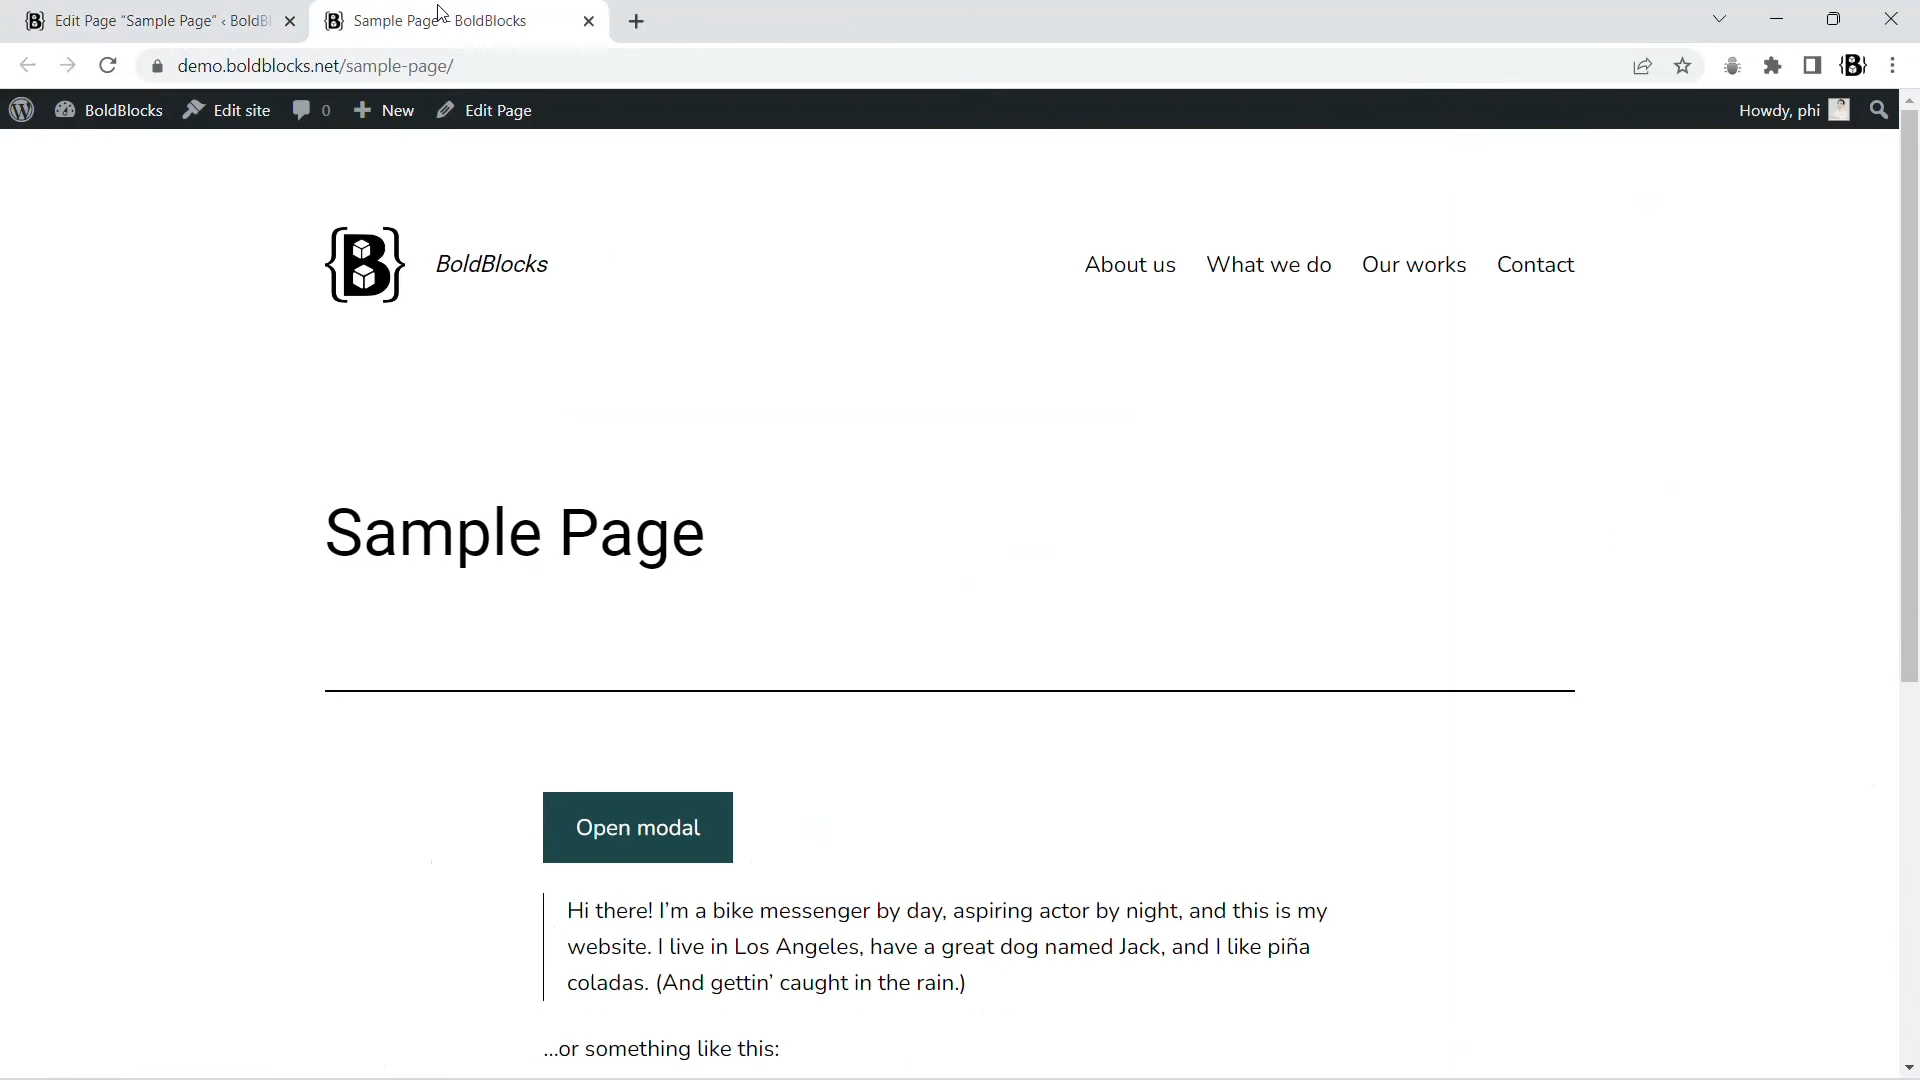 Edit Page “Sample Page” ‹ BoldBl
Sample Page - BoldBlocks
demo.boldblocks.net/sample-page/
BoldBlocks
Edit site
0
New
Edit Page
Howdy, phi
{B}
BoldBlocks
About us
What we do
Our works
Contact
Sample Page
Open modal
Hi there! I’m a bike messenger by day, aspiring actor by night, and this is my
website. I live in Los Angeles, have a great dog named Jack, and I like piña
coladas. (And gettin’ caught in the rain.)
…or something like this: